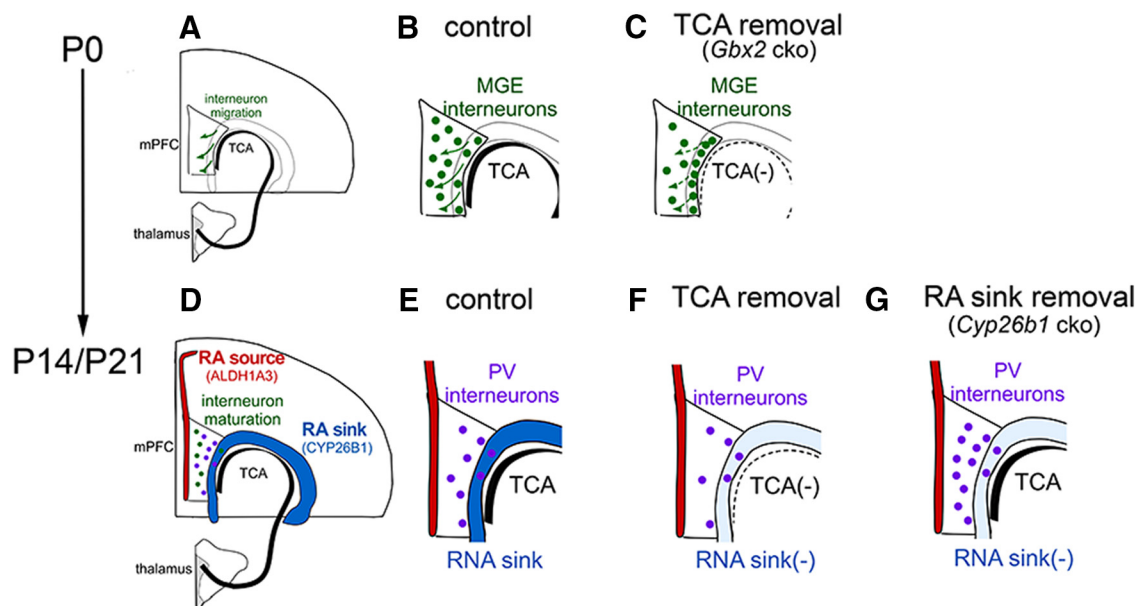 P0
A
interneuron
migration
mPFC
TCA
thalamus
B
control
MGE
interneurons
TCA
C
TCA removal
(Gbx2 cko)
MGE
interneurons
TCA(-)
P14/P21
D
RA source
(ALDH1A3)
interneuron
maturation
RA sink
(CYP26B1)
mPFC
TCA
thalamus
E
control
PV
interneurons
TCA
RNA sink
F
TCA removal
PV
interneurons
TCA(-)
RNA sink(-)
G
RA sink removal
(Cyp26b1 cko)
PV
interneurons
TCA
RNA sink(-)